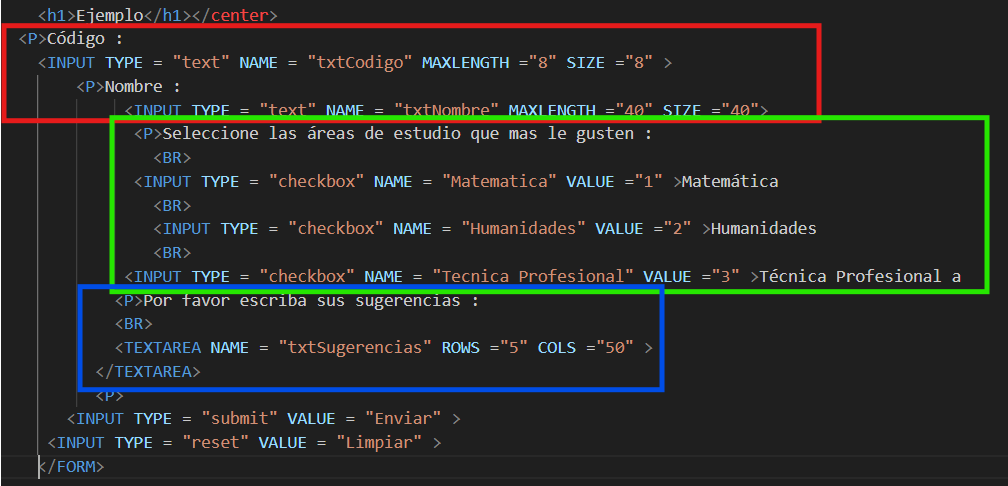 <h1>Ejemplo</h1></center>
<P>Código :
<INPUT TYPE = "text" NAME = "txtCodigo" MAXLENGTH ="8" SIZE ="8" >
<P>Nombre :
<INPUT TYPE = "text" NAME = "txtNombre" MAXLENGTH ="40" SIZE ="40">
<P>Seleccione las áreas de estudio que mas le gusten :
<BR>
<INPUT TYPE = "checkbox" NAME = "Matematica" VALUE ="1" >Matemática
<BR>
<INPUT TYPE = "checkbox" NAME = "Humanidades" VALUE ="2" >Humanidades
<BR>
<INPUT TYPE = "checkbox" NAME = "Tecnica Profesional" VALUE ="3" >Técnica Profesional a
<P>Por favor escriba sus sugerencias :
<BR>
<TEXTAREA NAME = "txtSugerencias" ROWS ="5" COLS ="50" >
</TEXTAREA>
<P>
<INPUT TYPE = "submit" VALUE = "Enviar" >
<INPUT TYPE = "reset" VALUE = "Limpiar" >
</FORM>